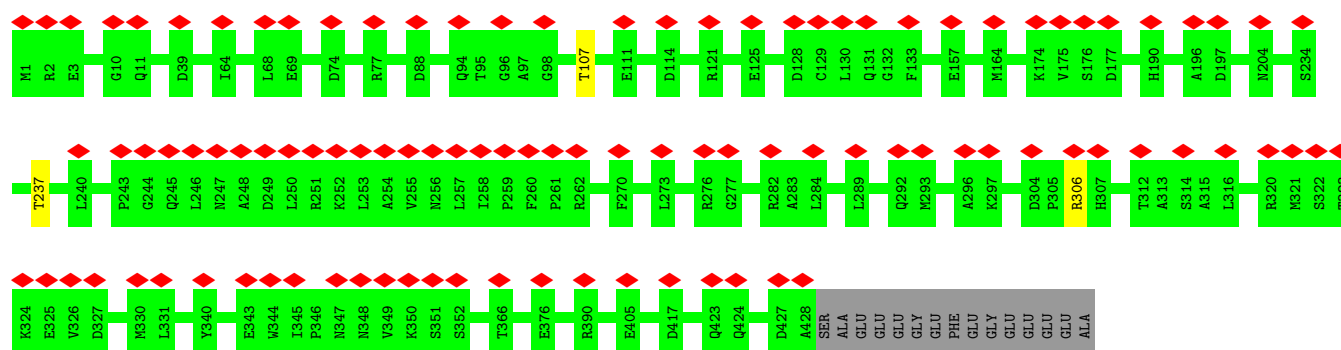 M1 R2 E3 G10 Q11 D39 I64 L68 E69 D74 R77 D88 Q94 T95 G96 A97 G98 T107 E111 D114 R121 E125 D128 C129 L130 Q131 G132 F133 E157 M164 K174 V175 S176 D177 H190 A196 D197 N204 S234
T237 L240 P243 G244 Q245 L246 N247 A248 D249 L250 R251 K252 L253 A254 V255 N256 L257 I258 P259 F260 P261 R262 F270 L273 R276 G277 R282 A283 L284 L289 Q292 M293 A296 K297 D304 P305 R306 H307 T312 A313 S314 A315 L316 R320 M321 S322
K324 E325 V326 D327 M330 L331 Y340 E343 W344 I345 P346 N347 N348 V349 K350 S351 S352 T366 E376 R390 E405 D417 Q423 Q424 D427 A428 SER ALA GLU GLU GLU GLY GLU PHE GLU GLY GLU GLU GLU GLU ALA